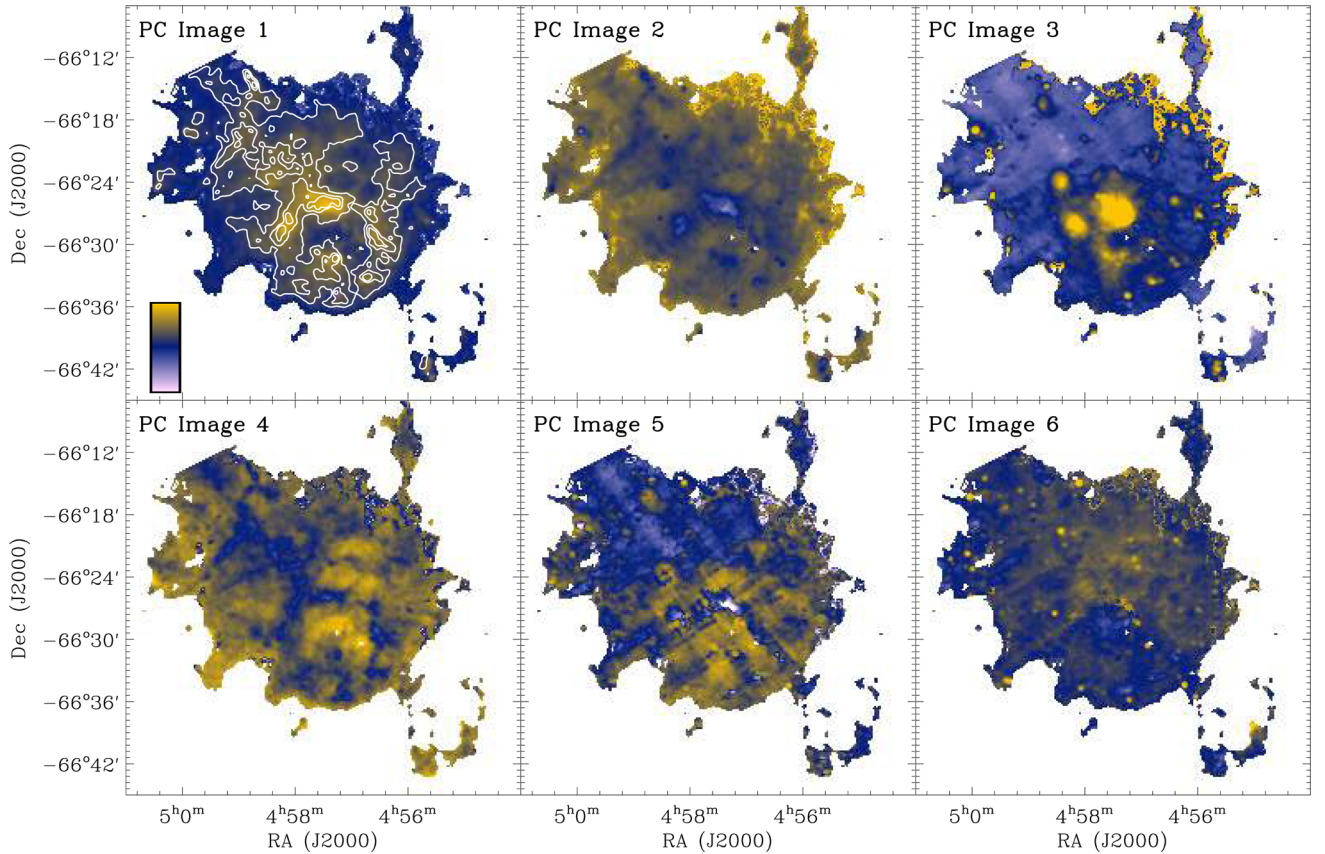 PC Image 1 PC Image 2 PC Image 3
−66°12′
−66°18′
−66°24′
−66°30′
−66°36′
−66°42′
Dec (J2000)
PC Image 4 PC Image 5 PC Image 6
−66°12′
−66°18′
−66°24′
−66°30′
−66°36′
−66°42′
Dec (J2000)
5ʰ0ᵐ 4ʰ58ᵐ 4ʰ56ᵐ 5ʰ0ᵐ 4ʰ58ᵐ 4ʰ56ᵐ 5ʰ0ᵐ 4ʰ58ᵐ 4ʰ56ᵐ
RA (J2000) RA (J2000) RA (J2000)